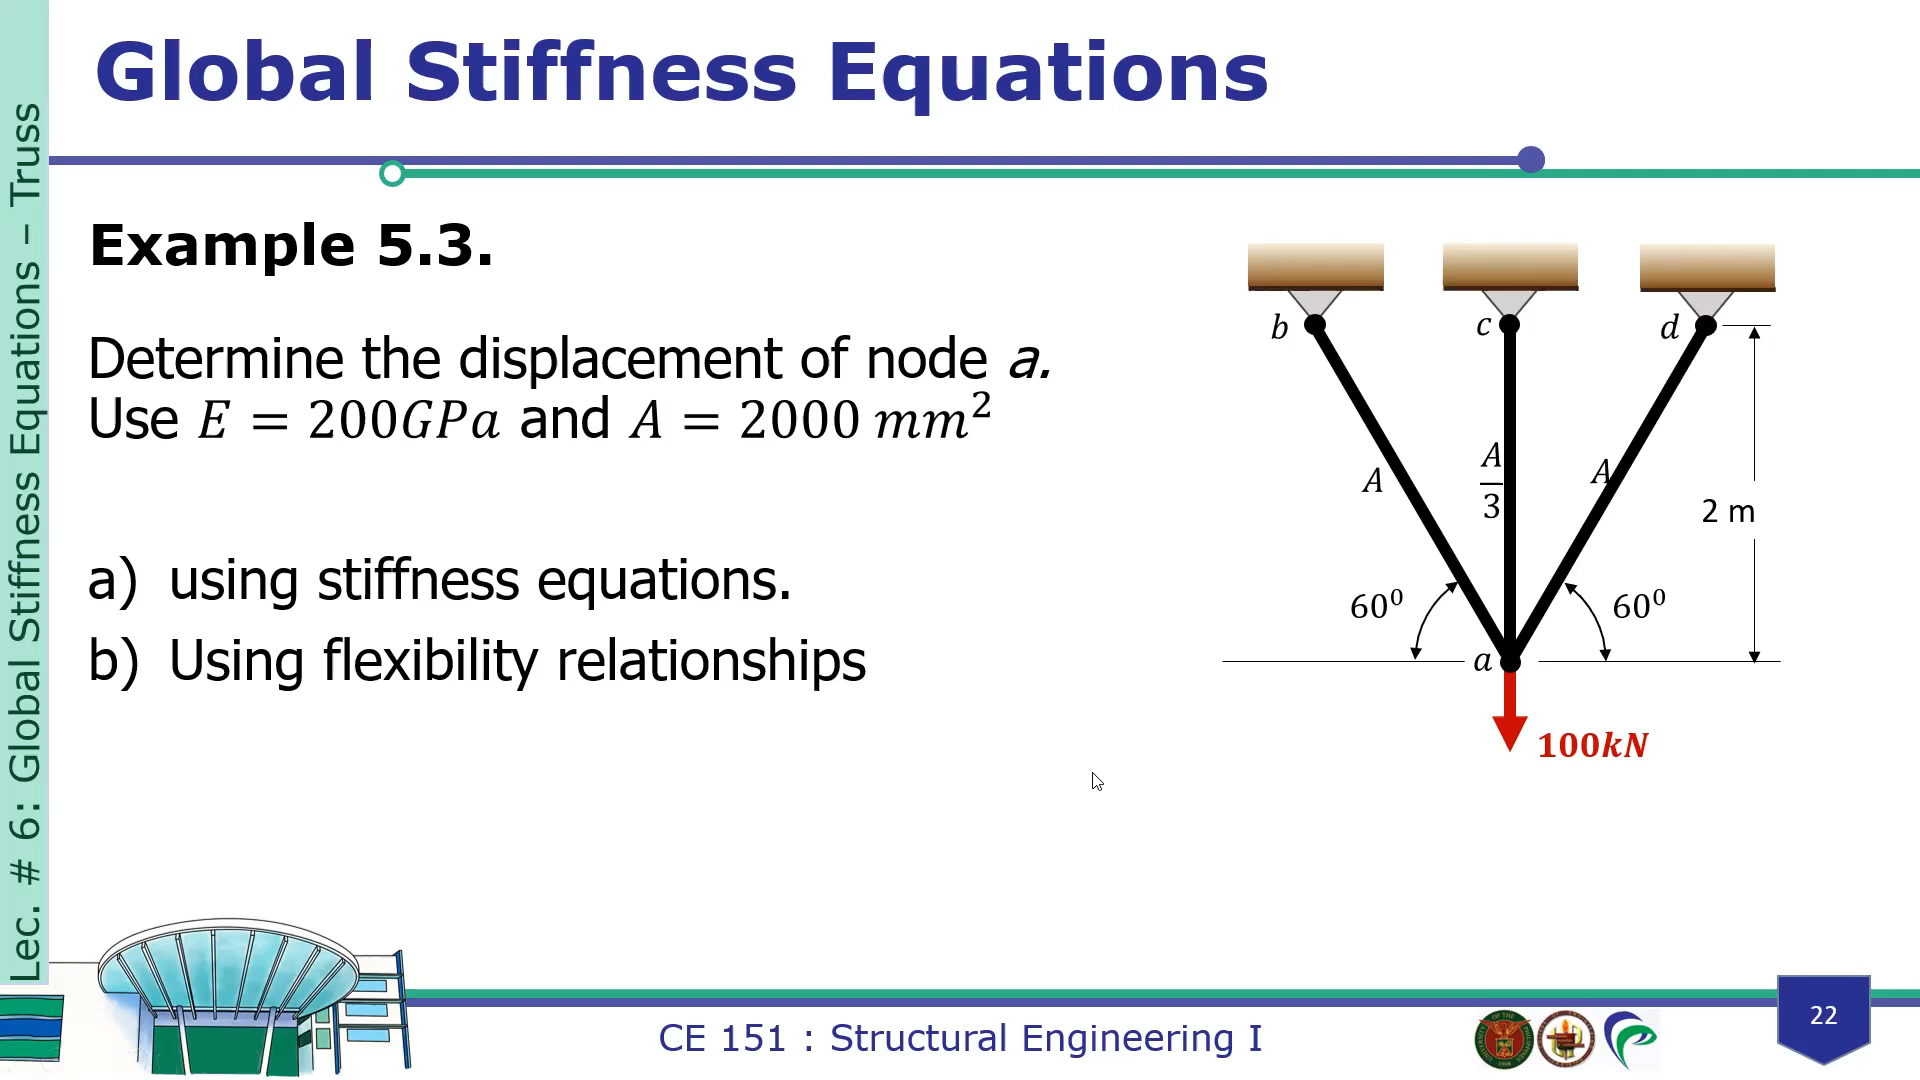 Global Stiffness Equations
Lec. # 6: Global Stiffness Equations – Truss
Example 5.3.
Determine the displacement of node a.
Use E = 200GPa and A = 2000 mm²
a) using stiffness equations.
b) Using flexibility relationships
b
c
d
A
A
3
A
2 m
60⁰
60⁰
a
100kN
CE 151 : Structural Engineering I
22